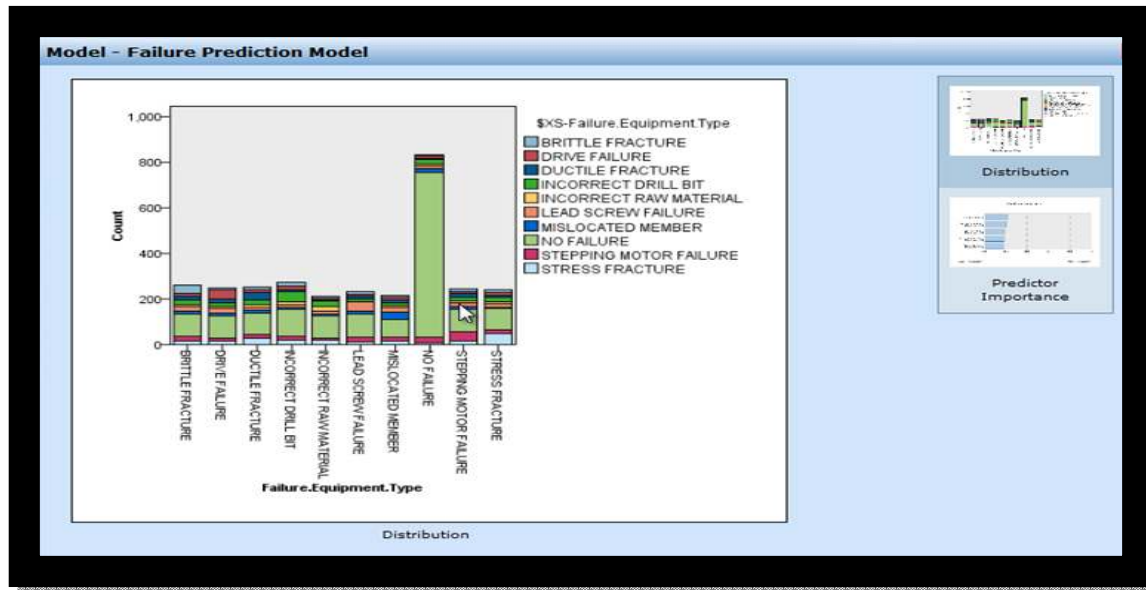 Model - Failure Prediction Model
1,000
800
600
400
200
0
Count
$XS-Failure.Equipment.Type
BRITTLE FRACTURE
DRIVE FAILURE
DUCTILE FRACTURE
INCORRECT DRILL BIT
INCORRECT RAW MATERIAL
LEAD SCREW FAILURE
MISLOCATED MEMBER
NO FAILURE
STEPPING MOTOR FAILURE
STRESS FRACTURE
BRITTLE FRACTURE
DRIVE FAILURE
DUCTILE FRACTURE
INCORRECT DRILL BIT
INCORRECT RAW MATERIAL
LEAD SCREW FAILURE
MISLOCATED MEMBER
NO FAILURE
STEPPING MOTOR FAILURE
STRESS FRACTURE
Failure.Equipment.Type
Distribution
Distribution
Predictor
Importance